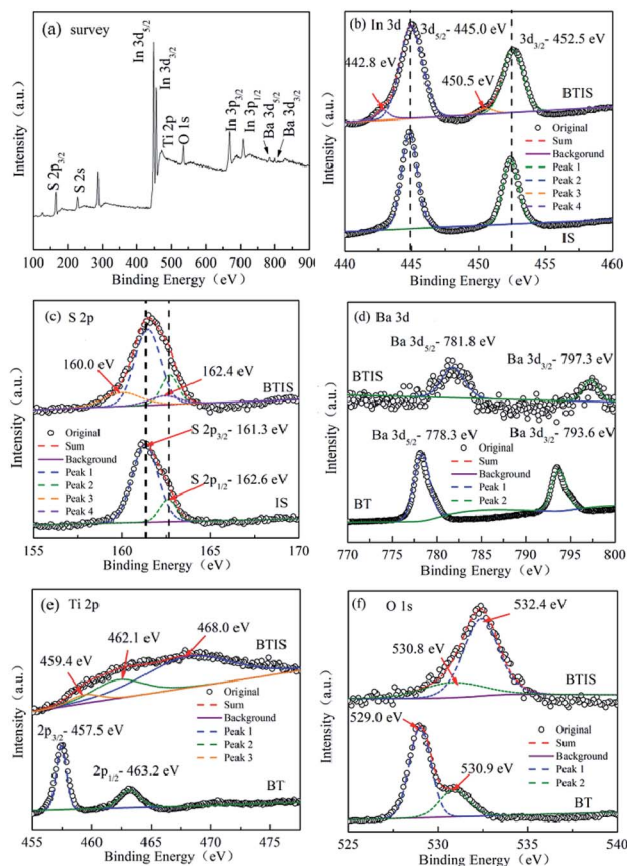 (a) survey
In 3d5/2
In 3d3/2
Ti 2p
O 1s
In 3p3/2
In 3p1/2
Ba 3d5/2
Ba 3d3/2
S 2p3/2
S 2s
Intensity (a.u.)
100 200 300 400 500 600 700 800 900
Binding Energy (eV)
(b) In 3d
3d5/2- 445.0 eV
3d3/2- 452.5 eV
442.8 eV
450.5 eV
BTIS
Original
Sum
Backgorund
Peak 1
Peak 2
Peak 3
Peak 4
IS
Intensity (a.u.)
440 445 450 455 460
Binding Energy (eV)
(c) S 2p
160.0 eV
162.4 eV
BTIS
Original
Sum
Background
Peak 1
Peak 2
Peak 3
Peak 4
S 2p3/2- 161.3 eV
S 2p1/2- 162.6 eV
IS
Intensity (a.u.)
155 160 165 170
Binding Energy (eV)
(d) Ba 3d
Ba 3d5/2- 781.8 eV
Ba 3d3/2- 797.3 eV
BTIS
Ba 3d5/2- 778.3 eV
Ba 3d3/2- 793.6 eV
Original
Sum
Background
Peak 1
Peak 2
BT
Intensity (a.u.)
770 775 780 785 790 795 800
Binding Energy (eV)
(e) Ti 2p
468.0 eV
462.1 eV
459.4 eV
BTIS
Original
Sum
Background
Peak 1
Peak 2
Peak 3
2p3/2- 457.5 eV
2p1/2- 463.2 eV
BT
Intensity (a.u.)
455 460 465 470 475
Binding Energy (eV)
(f) O 1s
532.4 eV
530.8 eV
BTIS
529.0 eV
530.9 eV
Original
Sum
Background
Peak 1
Peak 2
BT
Intensity (a.u.)
525 530 535 540
Binding Energy (eV)